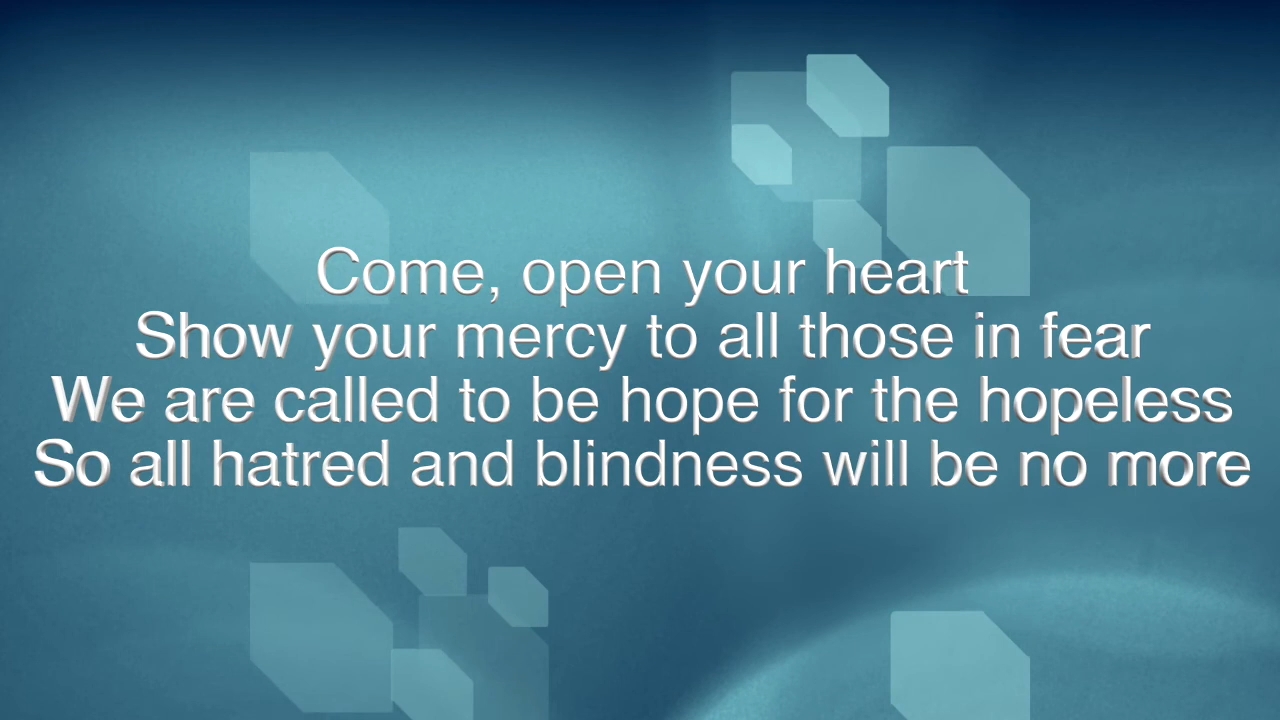 Come, open your heart
Show your mercy to all those in fear
We are called to be hope for the hopeless
So all hatred and blindness will be no more